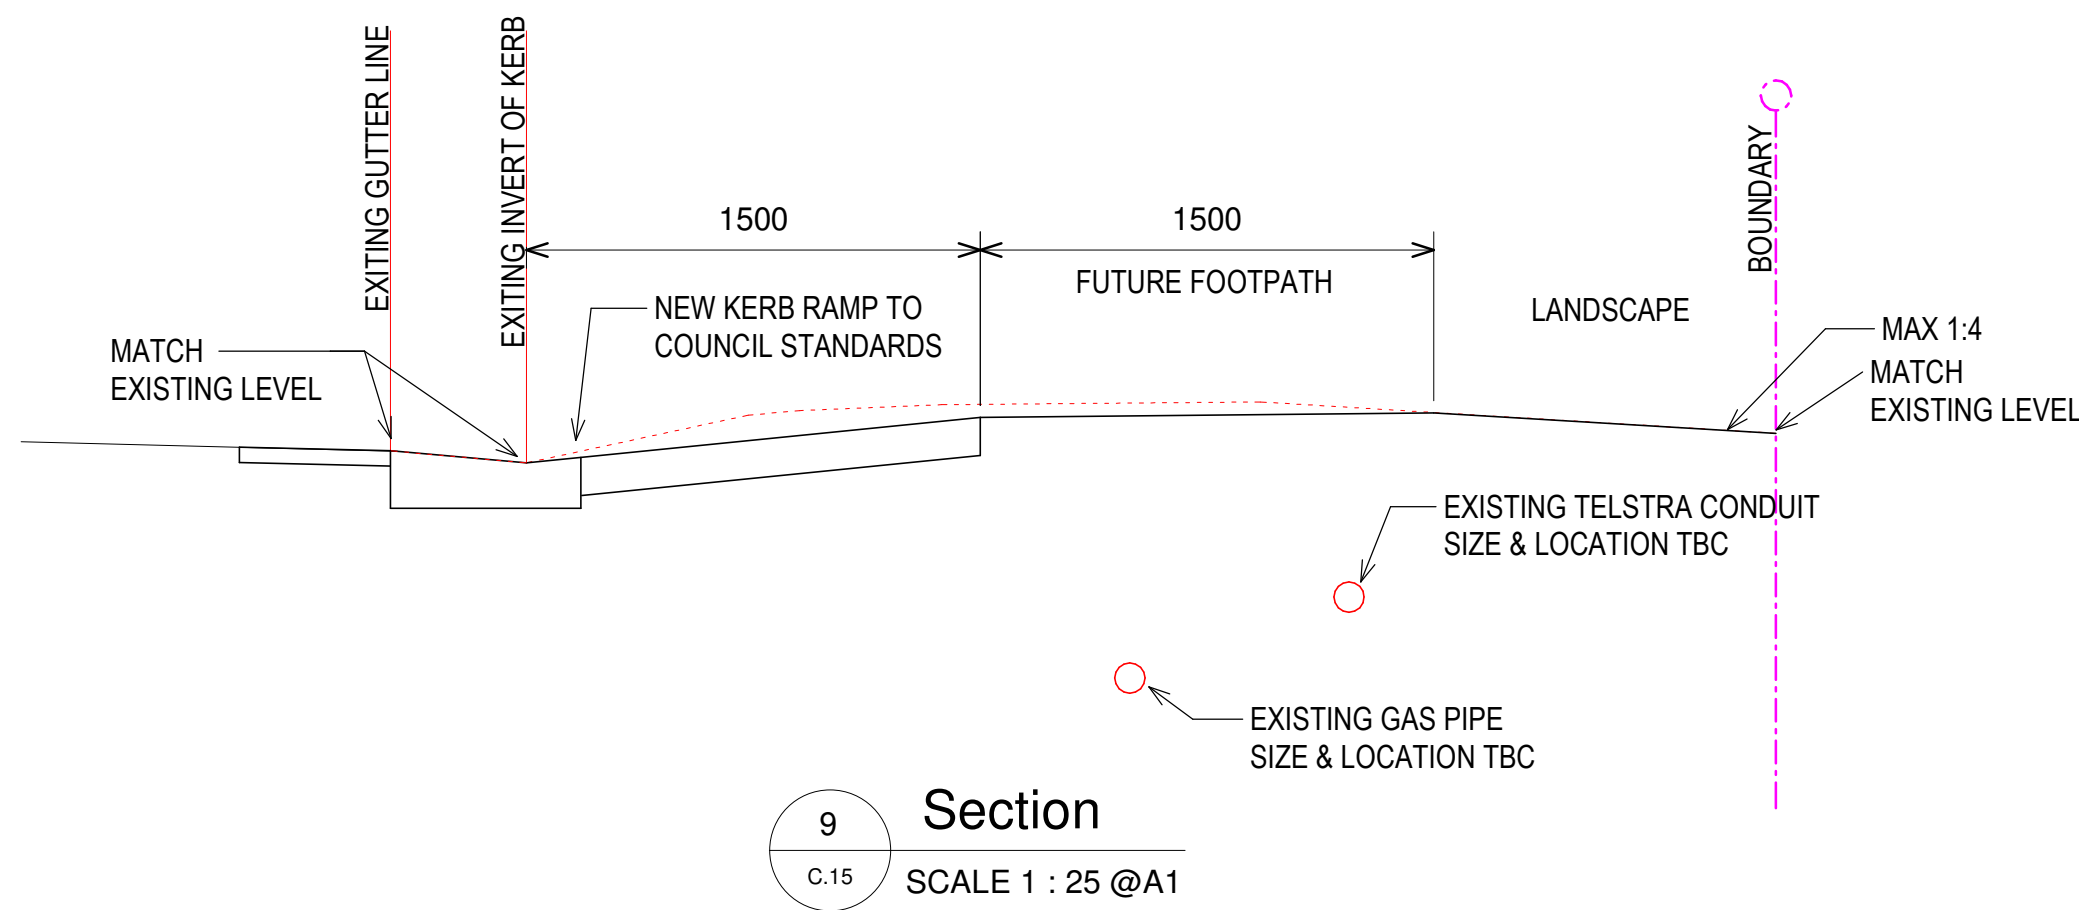 EXITING GUTTER LINE
EXITING INVERT OF KERB
BOUNDARY
1500
1500
FUTURE FOOTPATH
LANDSCAPE
NEW KERB RAMP TO
COUNCIL STANDARDS
MATCH
EXISTING LEVEL
MAX 1:4
MATCH
EXISTING LEVEL
EXISTING TELSTRA CONDUIT
SIZE & LOCATION TBC
EXISTING GAS PIPE
SIZE & LOCATION TBC
9
C.15
Section
SCALE 1 : 25 @A1